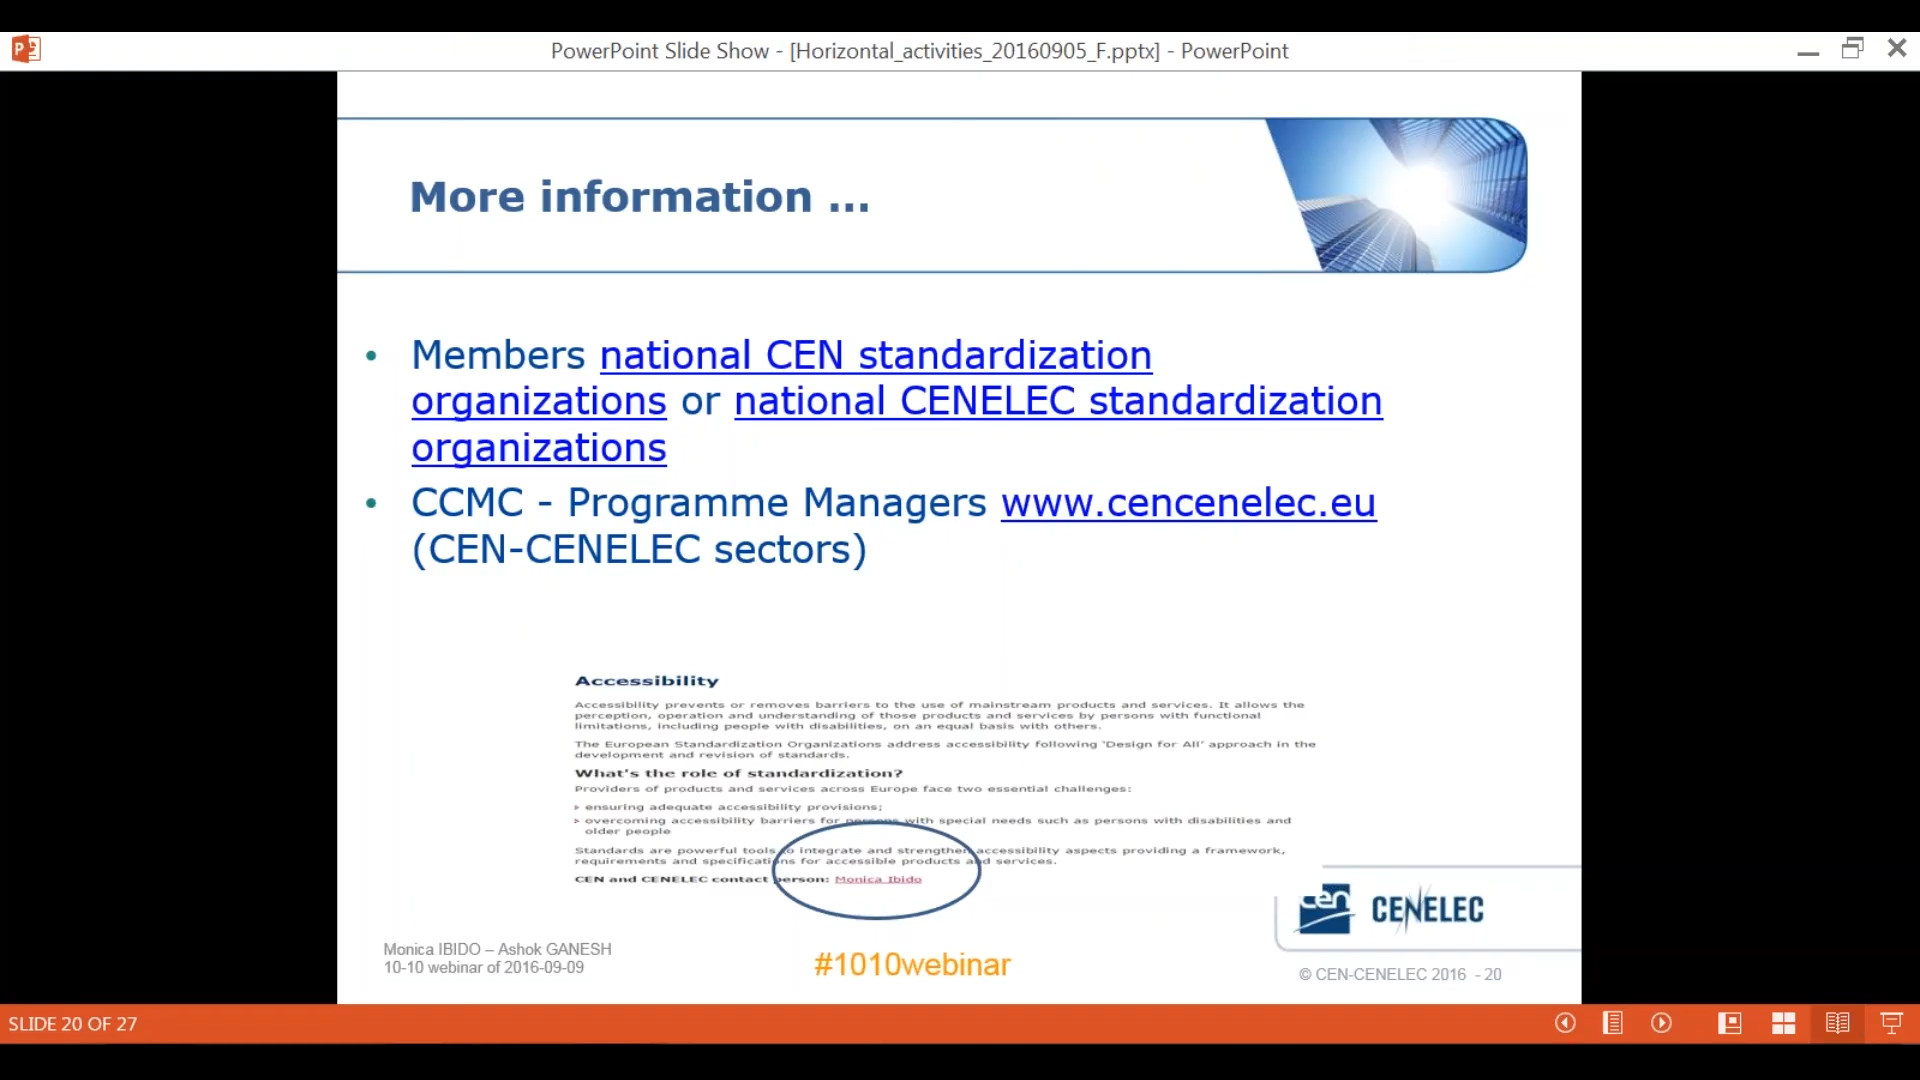 PowerPoint Slide Show - [Horizontal_activities_20160905_F.pptx] - PowerPoint
More information ...
• Members national CEN standardization
organizations or national CENELEC standardization
organizations
• CCMC - Programme Managers www.cencenelec.eu
(CEN-CENELEC sectors)
Accessibility
Accessibility prevents or removes barriers to the use of mainstream products and services. It allows the
perception, operation and understanding of those products and services by persons with functional
limitations, including people with disabilities, on an equal basis with others.
The European Standardization Organizations address accessibility following 'Design for All' approach in the
development and revision of standards.
What's the role of standardization?
Providers of products and services across Europe face two essential challenges:
ensuring adequate accessibility provisions;
overcoming accessibility barriers for persons with special needs such as persons with disabilities and
older people
Standards are powerful tools to integrate and strengthen accessibility aspects providing a framework,
requirements and specifications for accessible products and services.
CEN and CENELEC contact person: Monica Ibido
cen CENELEC
Monica IBIDO – Ashok GANESH
10-10 webinar of 2016-09-09
#1010webinar
© CEN-CENELEC 2016 - 20
SLIDE 20 OF 27